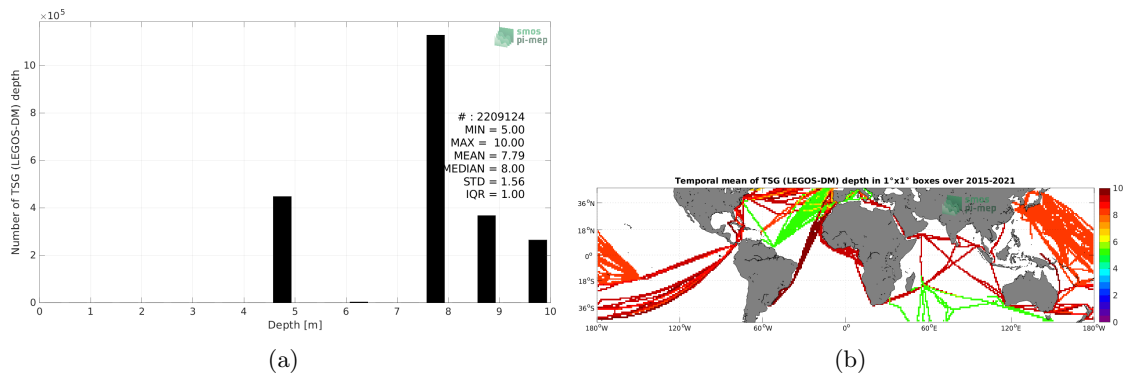 ×10⁵
smos
pi-mep
10
8
6
4
2
0
Number of TSG (LEGOS-DM) depth
# : 2209124
MIN = 5.00
MAX = 10.00
MEAN = 7.79
MEDIAN = 8.00
STD = 1.56
IQR = 1.00
0 1 2 3 4 5 6 7 8 9 10
Depth [m]
(a)
Temporal mean of TSG (LEGOS-DM) depth in 1°x1° boxes over 2015-2021
smos
pi-mep
36°N
18°N
0°
18°S
36°S
180°W 120°W 60°W 0° 60°E 120°E 180°W
10
8
6
4
2
0
(b)